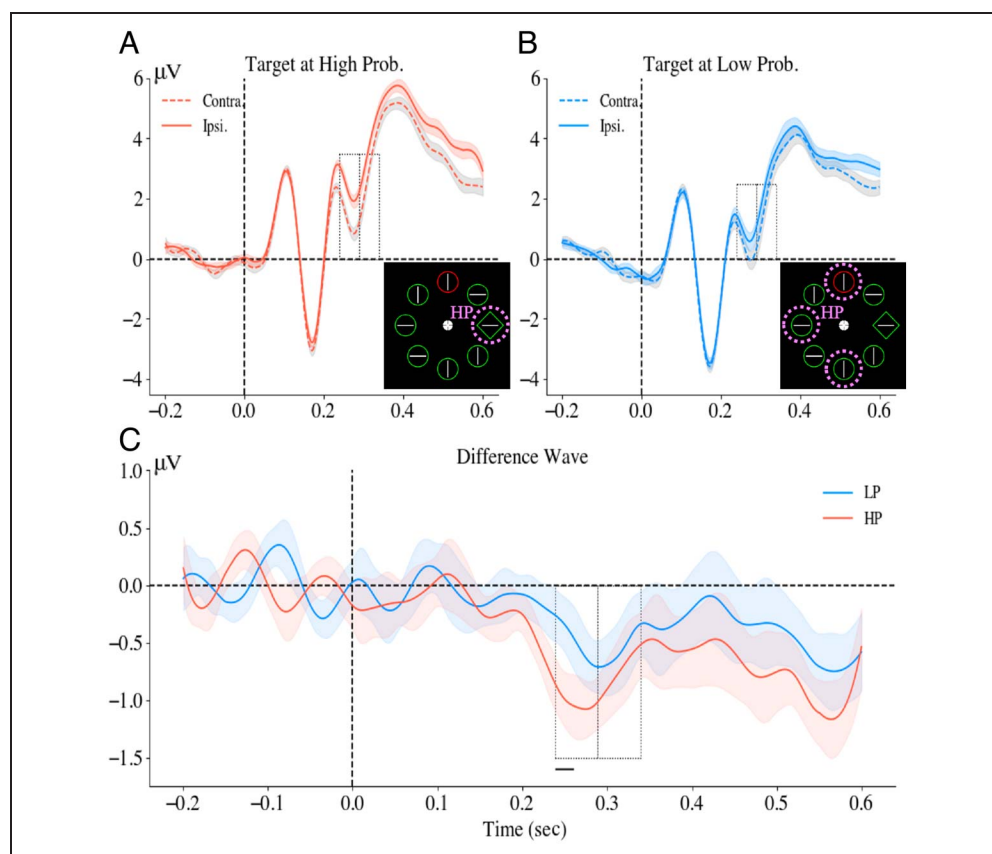 A
B
Target at High Prob.
Target at Low Prob.
μV
6
4
2
0
−2
−4
Contra.
Ipsi.
HP
−0.2
0.0
0.2
0.4
0.6
6
4
2
0
−2
−4
Contra.
Ipsi.
HP
−0.2
0.0
0.2
0.4
0.6
C
Difference Wave
μV
1.0
0.5
0.0
−0.5
−1.0
−1.5
LP
HP
−0.2
−0.1
0.0
0.1
0.2
0.3
0.4
0.5
0.6
Time (sec)